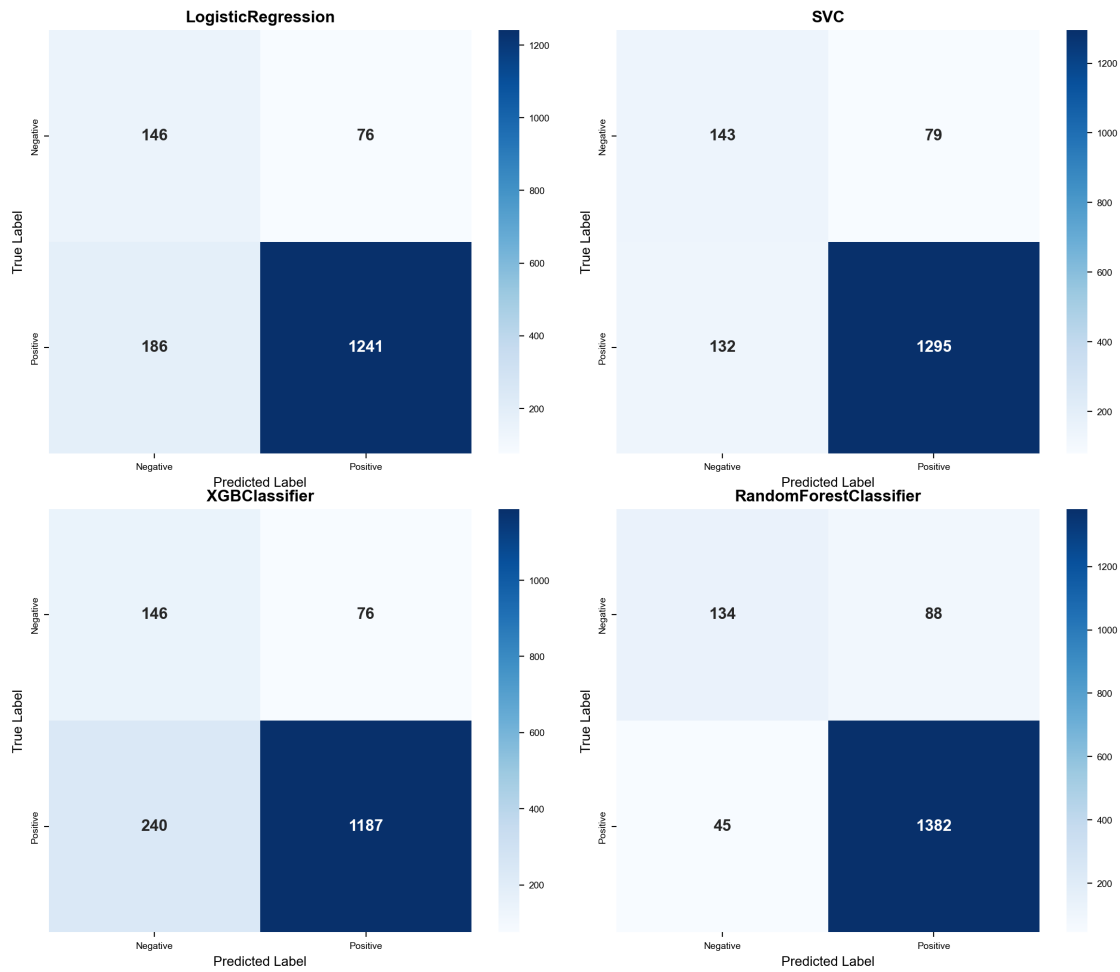 LogisticRegression
146
76
186
1241
Negative
Positive
True Label
Negative
Positive
Predicted Label
1200
1000
800
600
400
200
SVC
143
79
132
1295
Negative
Positive
True Label
Negative
Positive
Predicted Label
1200
1000
800
600
400
200
XGBClassifier
146
76
240
1187
Negative
Positive
True Label
Negative
Positive
Predicted Label
1000
800
600
400
200
RandomForestClassifier
134
88
45
1382
Negative
Positive
True Label
Negative
Positive
Predicted Label
1200
1000
800
600
400
200